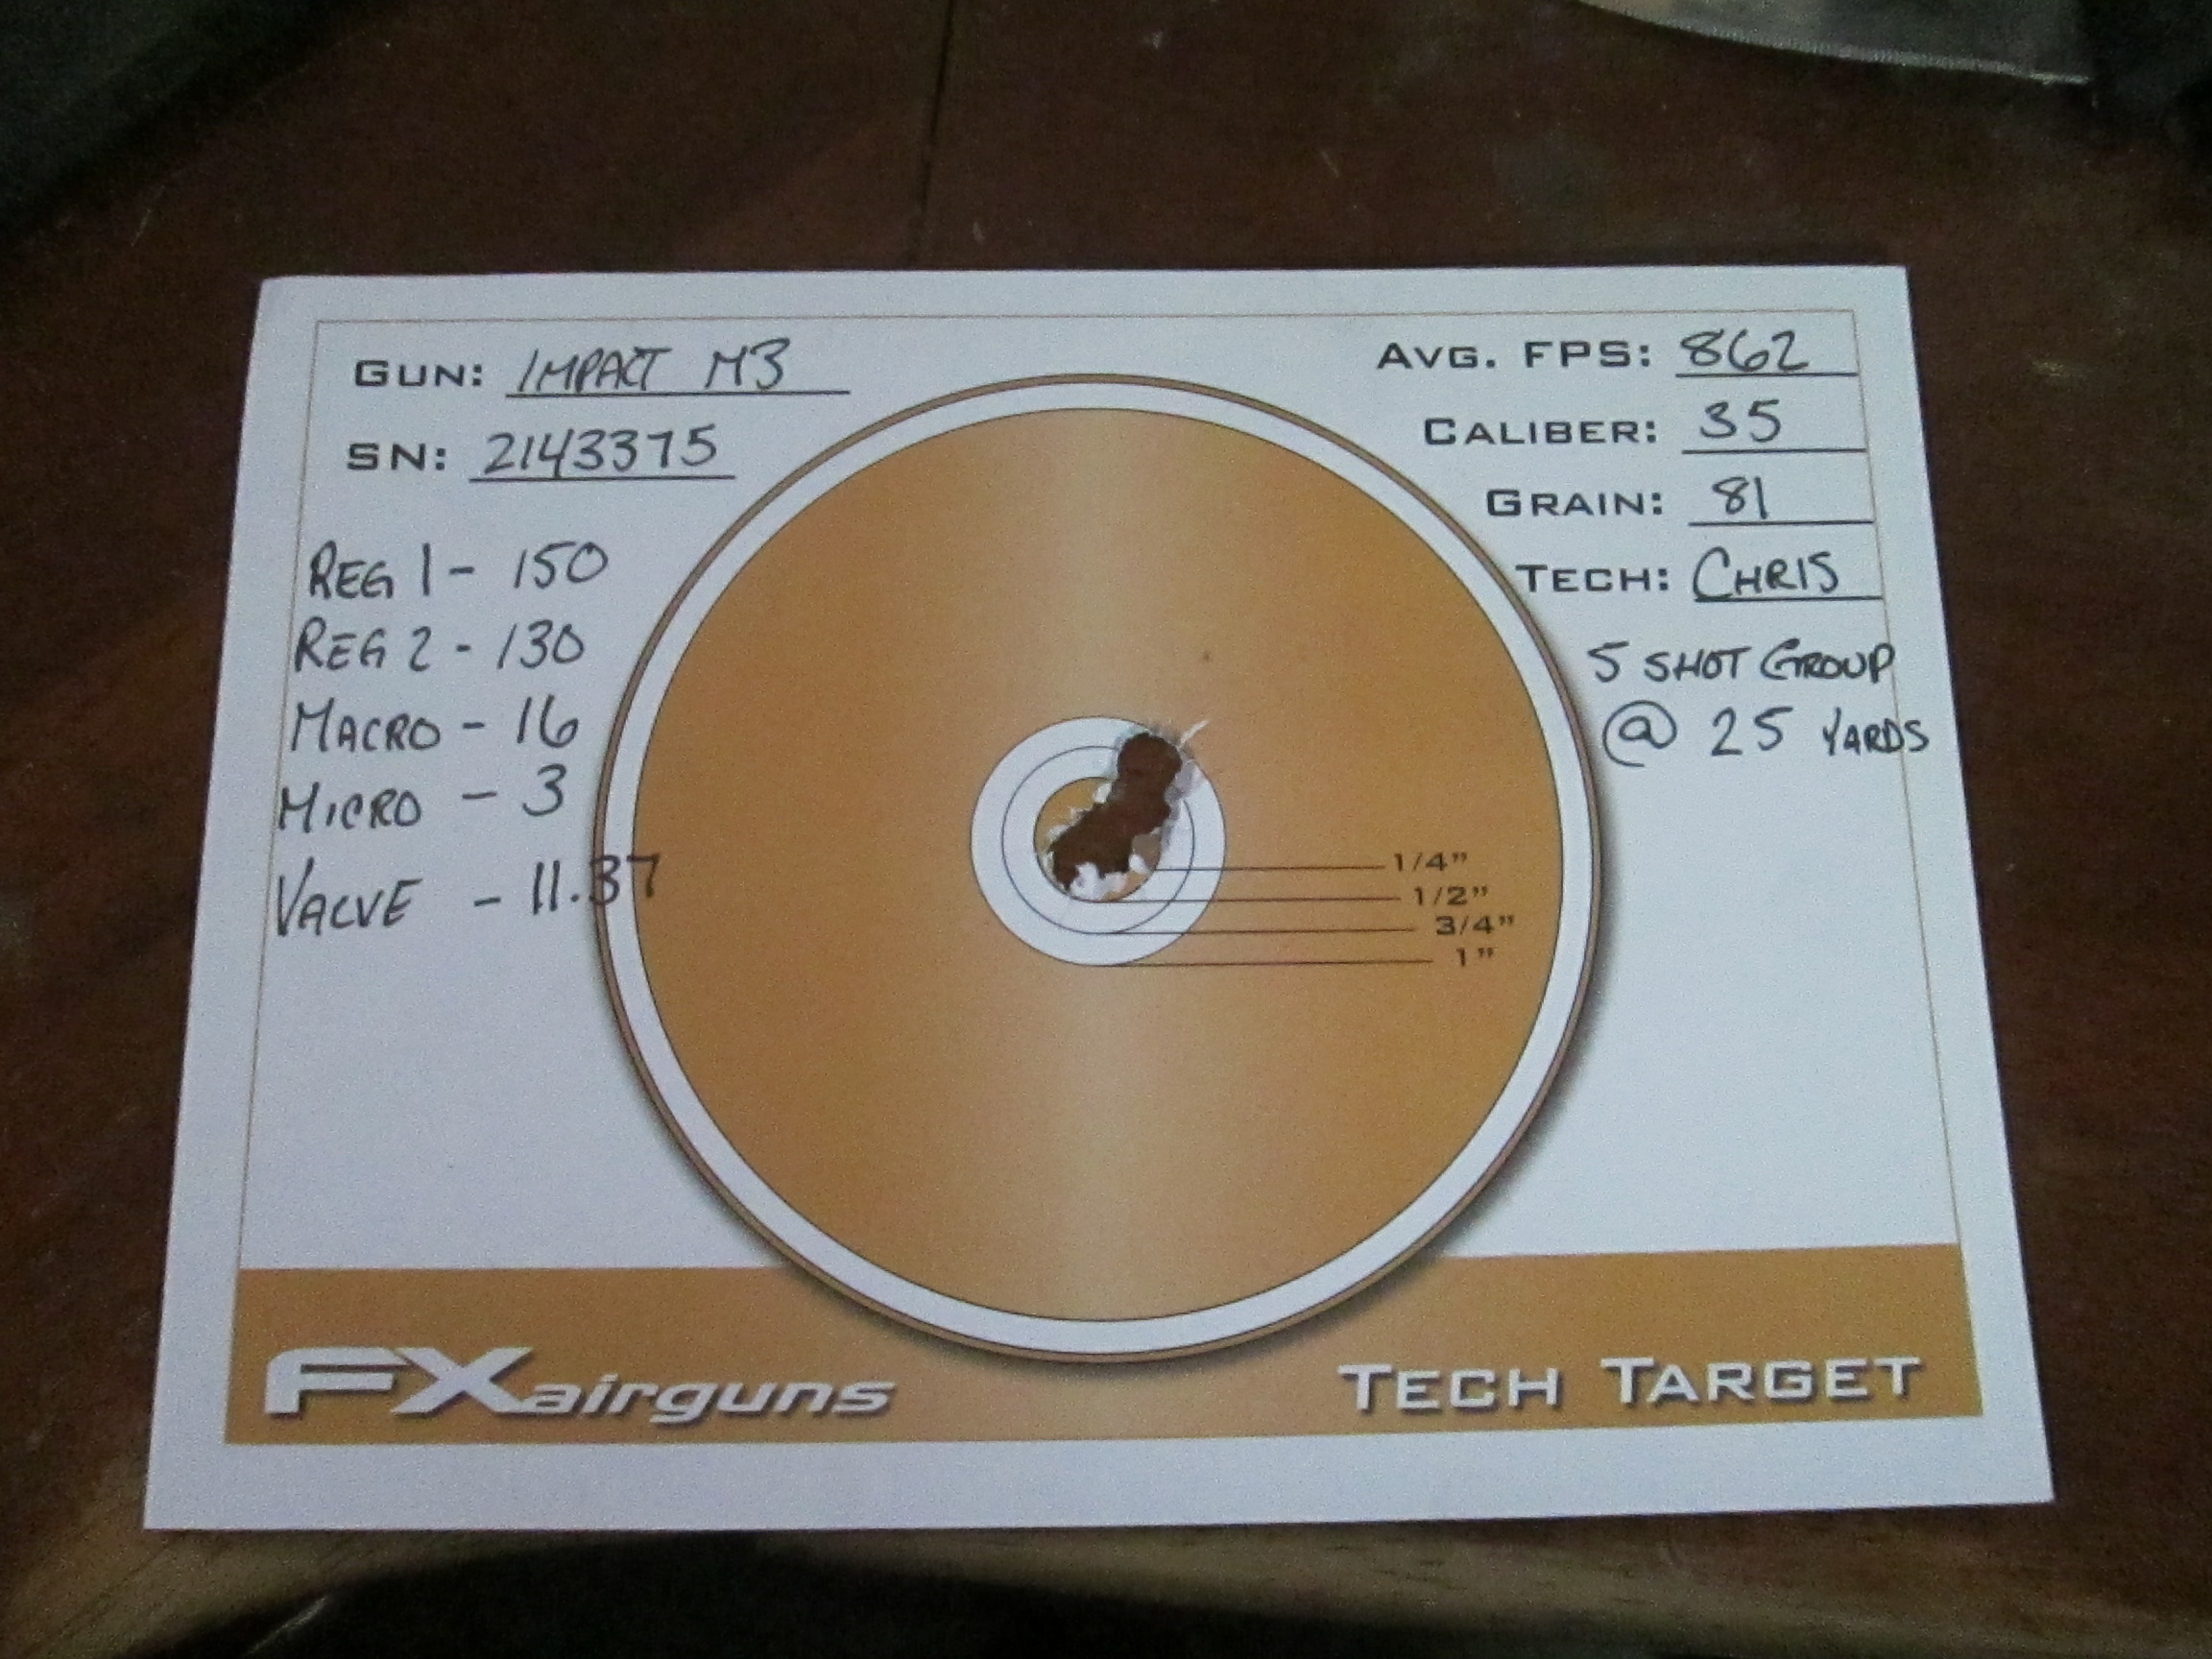 GUN: IMPACT M3
SN: 2143375
REG 1 - 150
REG 2 - 130
MACRO - 16
MICRO - 3
VALVE - 11.37
AVG. FPS: 862
CALIBER: 35
GRAIN: 81
TECH: CHRIS
5 SHOT GROUP
@ 25 YARDS
1/4"
1/2"
3/4"
1"
FXairguns
TECH TARGET